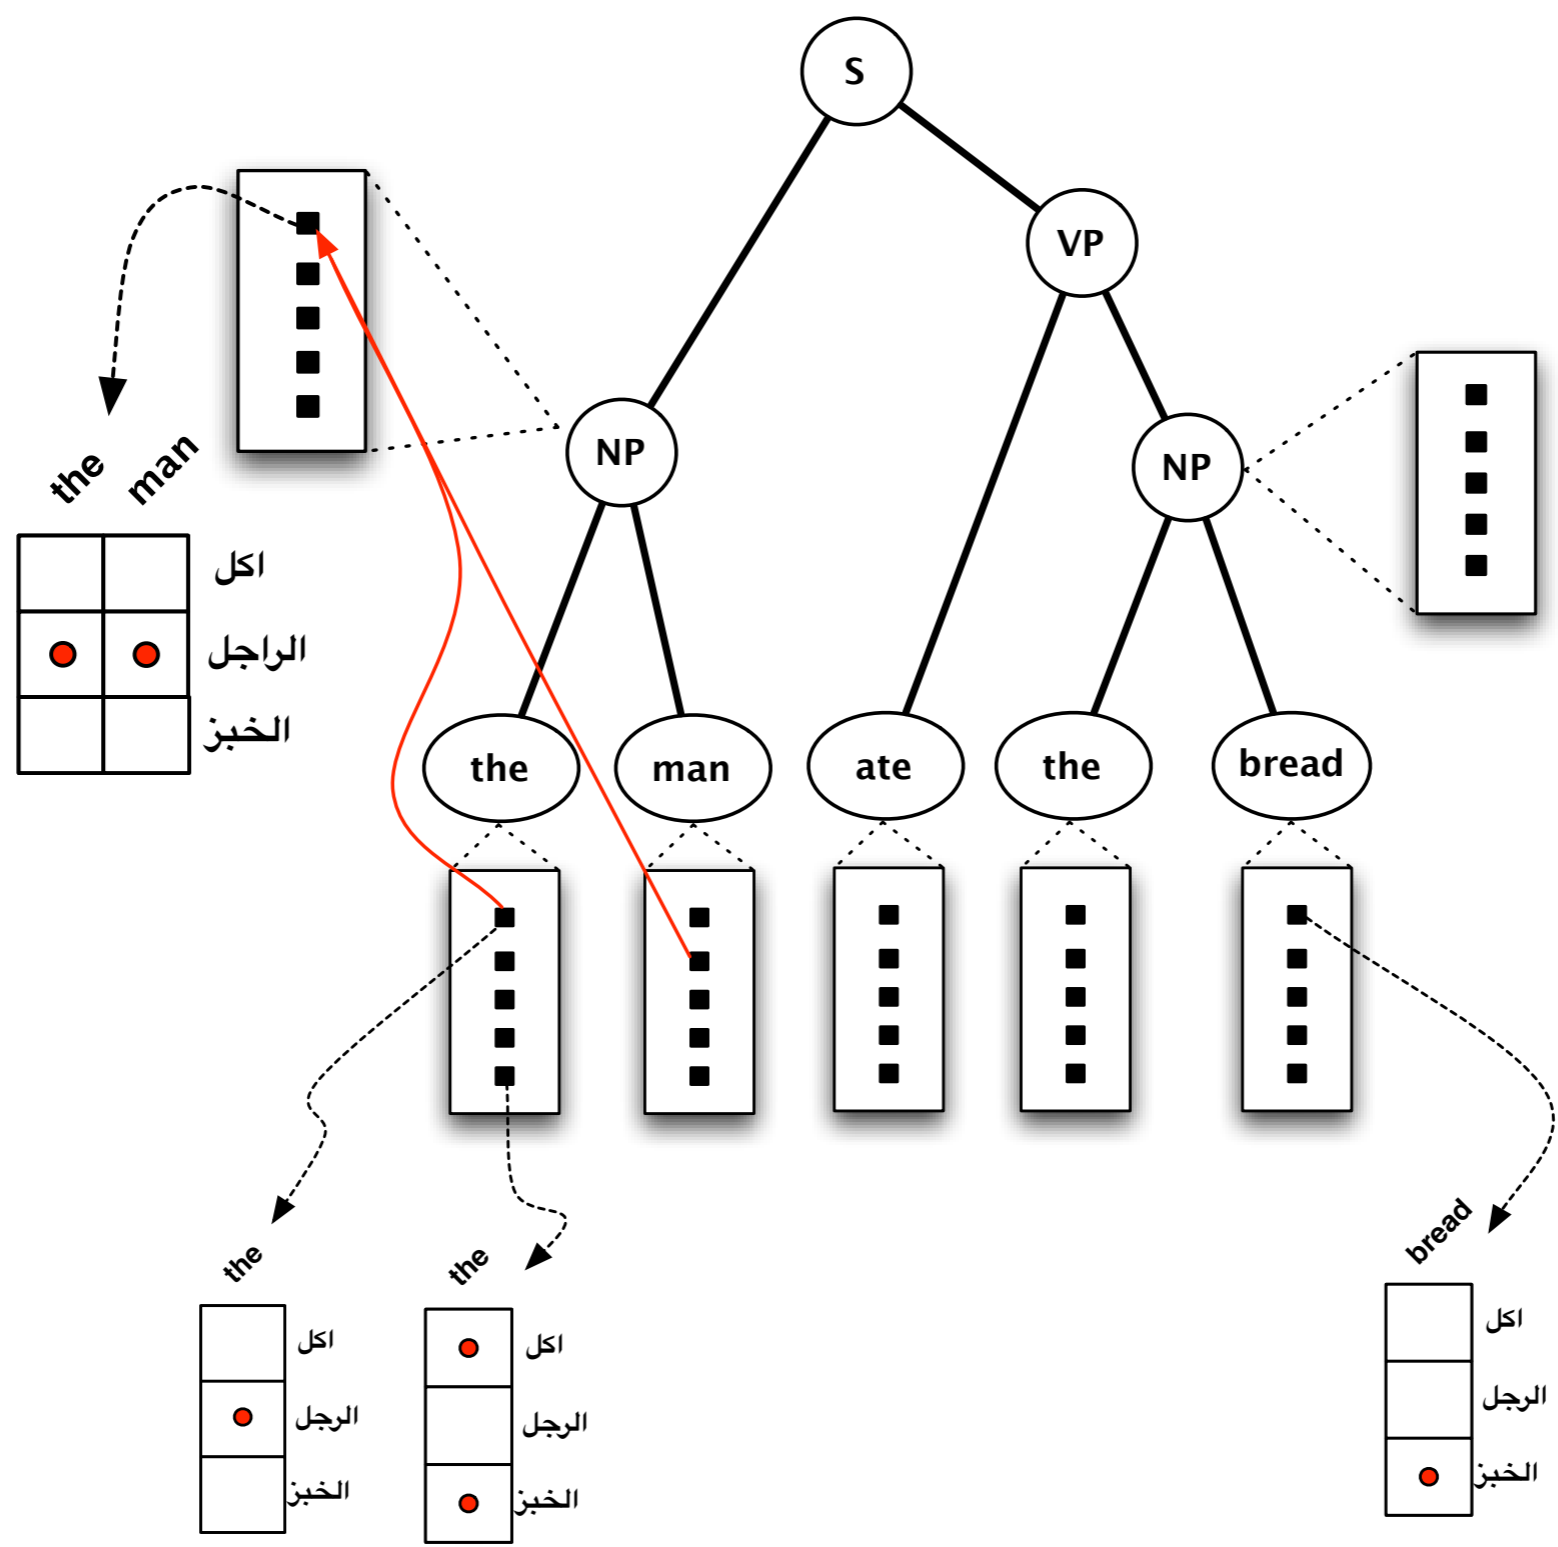 S
VP
NP
NP
the man
اكل
الراجل
الخبز
the man ate the bread
the
اكل
الرجل
الخبز
the
اكل
الرجل
الخبز
bread
اكل
الرجل
الخبز